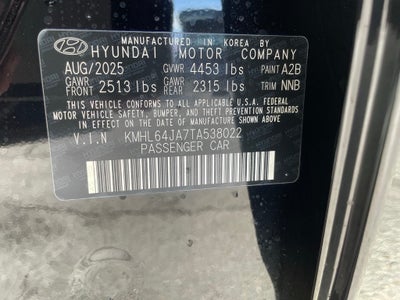 MANUFACTURED IN KOREA BY
HYUNDAI MOTOR COMPANY
AUG/2025 GVWR 4453 lbs PAINT A2B
GAWR FRONT 2513 lbs GAWR REAR 2315 lbs TRIM NNB
THIS VEHICLE CONFORMS TO ALL APPLICABLE U.S.A. FEDERAL
MOTOR VEHICLE SAFETY, BUMPER, AND THEFT PREVENTION
STANDARDS IN EFFECT ON THE DATE OF MANUFACTURE SHOWN ABOVE.
V.I.N KMHL64JA7TA538022
PASSENGER CAR